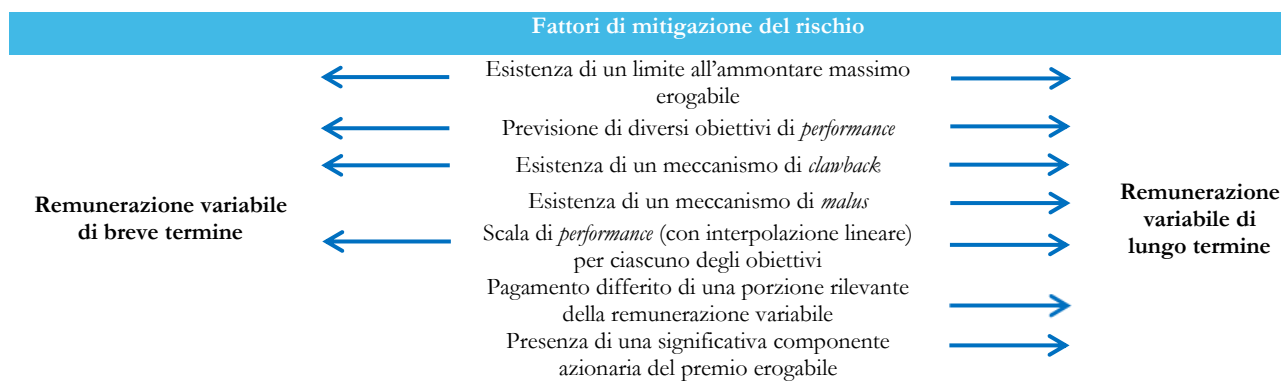 Fattori di mitigazione del rischio
Esistenza di un limite all'ammontare massimo
erogabile
Previsione di diversi obiettivi di performance
Esistenza di un meccanismo di clawback
Esistenza di un meccanismo di malus
Scala di performance (con interpolazione lineare)
per ciascuno degli obiettivi
Pagamento differito di una porzione rilevante
della remunerazione variabile
Presenza di una significativa componente
azionaria del premio erogabile
Remunerazione variabile
di breve termine
Remunerazione
variabile di
lungo termine